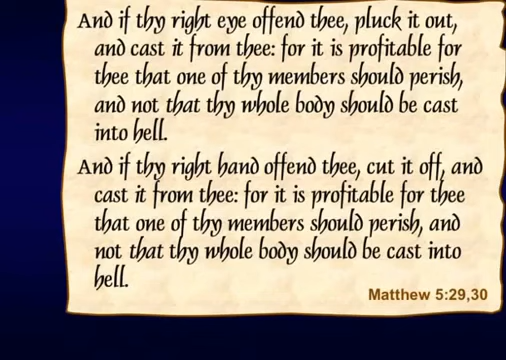 And if thy right eye offend thee, pluck it out,
and cast it from thee: for it is profitable for
thee that one of thy members should perish,
and not that thy whole body should be cast
into hell.
And if thy right hand offend thee, cut it off, and
cast it from thee: for it is profitable for thee
that one of thy members should perish, and
not that thy whole body should be cast into
hell.
Matthew 5:29,30